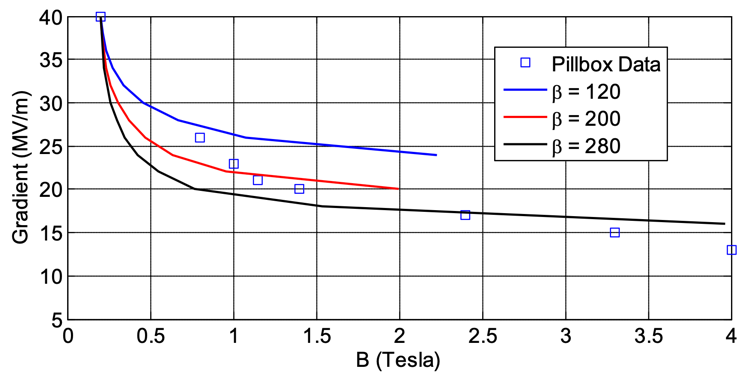 40
35
30
25
20
15
10
5
Gradient (MV/m)
Pillbox Data
β = 120
β = 200
β = 280
0 0.5 1 1.5 2 2.5 3 3.5 4
B (Tesla)